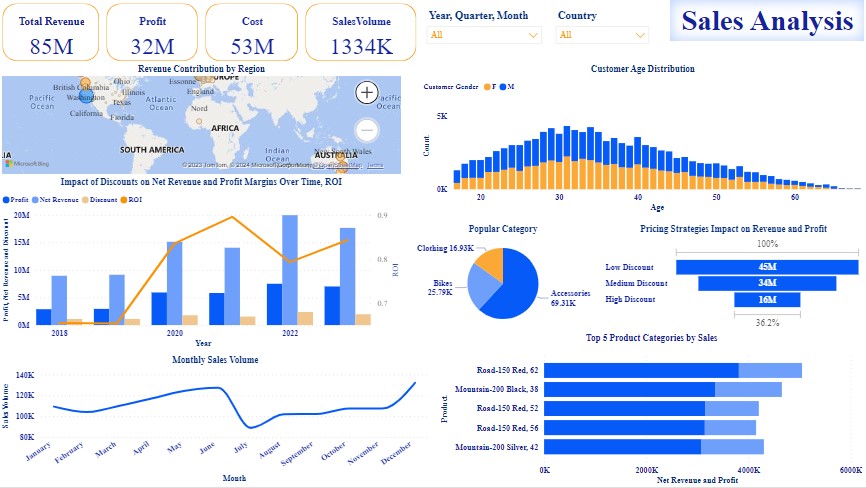 Total Revenue
85M
Profit
32M
Cost
53M
SalesVolume
1334K
Year, Quarter, Month
All
Country
All
Sales Analysis
Revenue Contribution by Region
British Columbia
Ohio
Essonne
EUROPE
Washington
Illinois
England
Pacific
Ocean
Texas
Atlantic
Ocean
Nord
Pacific
Ocean
California
Florida
AFRICA
SOUTH AMERICA
Indian
Ocean
New South Wales
AUSTRALIA
Microsoft Bing
© 2023 TomTom, © 2024 Microsoft Corporation, © OpenStreetMap Terms
Customer Age Distribution
Customer Gender F M
5K
0K
Count
20 30 40 50 60
Age
Impact of Discounts on Net Revenue and Profit Margins Over Time, ROI
Profit Net Revenue Discount ROI
Profit, Net Revenue and Discount
20M
15M
10M
5M
0M
0.9
0.8
0.7
ROI
2018 2020 2022
Year
Popular Category
Clothing 16.93K
Bikes
25.79K
Accessories
69.31K
Pricing Strategies Impact on Revenue and Profit
100%
Low Discount 45M
Medium Discount 34M
High Discount 16M
36.2%
Monthly Sales Volume
Sales Volume
140K
120K
100K
80K
January February March April May June July August September October November December
Month
Top 5 Product Categories by Sales
Product
Road-150 Red, 62
Mountain-200 Black, 38
Road-150 Red, 52
Road-150 Red, 56
Mountain-200 Silver, 42
0K 2000K 4000K 6000K
Net Revenue and Profit